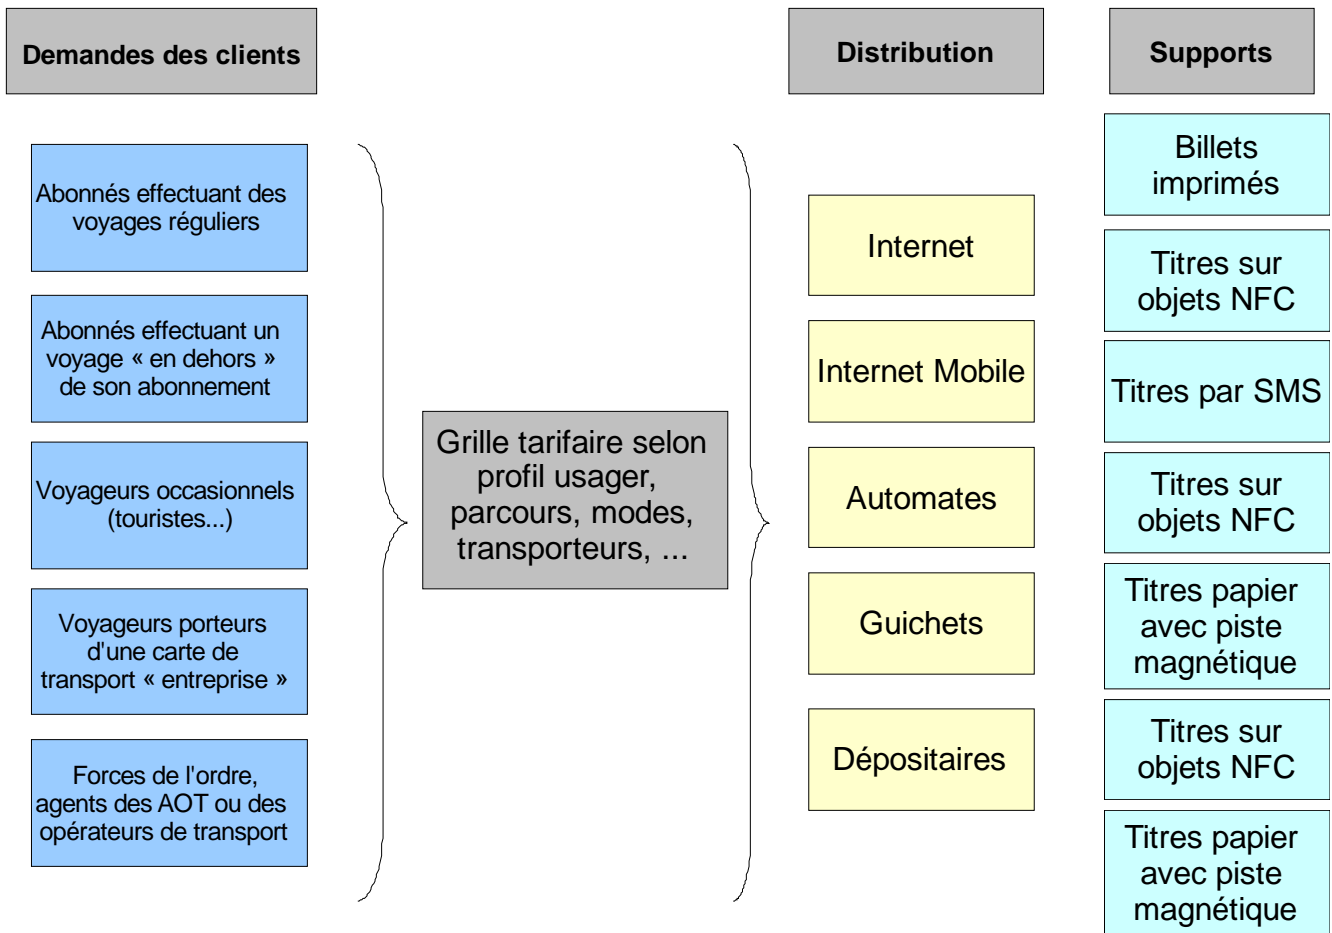 Demandes des clients
Abonnés effectuant des
voyages réguliers
Abonnés effectuant un
voyage « en dehors »
de son abonnement
Voyageurs occasionnels
(touristes...)
Voyageurs porteurs
d'une carte de
transport « entreprise »
Forces de l'ordre,
agents des AOT ou des
opérateurs de transport
Grille tarifaire selon
profil usager,
parcours, modes,
transporteurs, ...
Distribution
Internet
Internet Mobile
Automates
Guichets
Dépositaires
Supports
Billets
imprimés
Titres sur
objets NFC
Titres par SMS
Titres sur
objets NFC
Titres papier
avec piste
magnétique
Titres sur
objets NFC
Titres papier
avec piste
magnétique